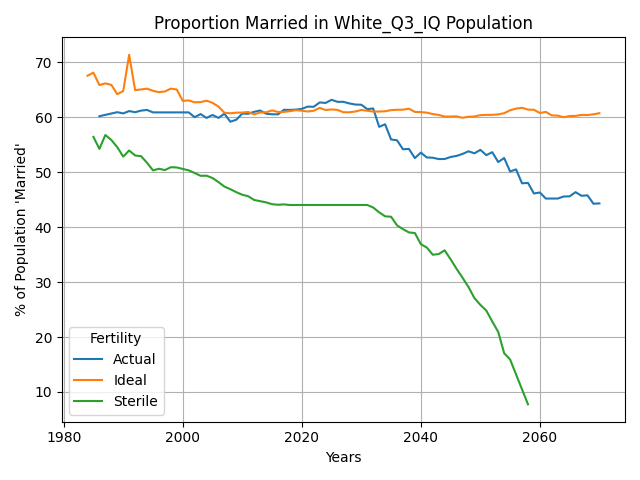 Proportion Married in White_Q3_IQ Population
% of Population 'Married'
70
60
50
40
30
20
10
Fertility
Actual
Ideal
Sterile
1980
2000
2020
2040
2060
Years